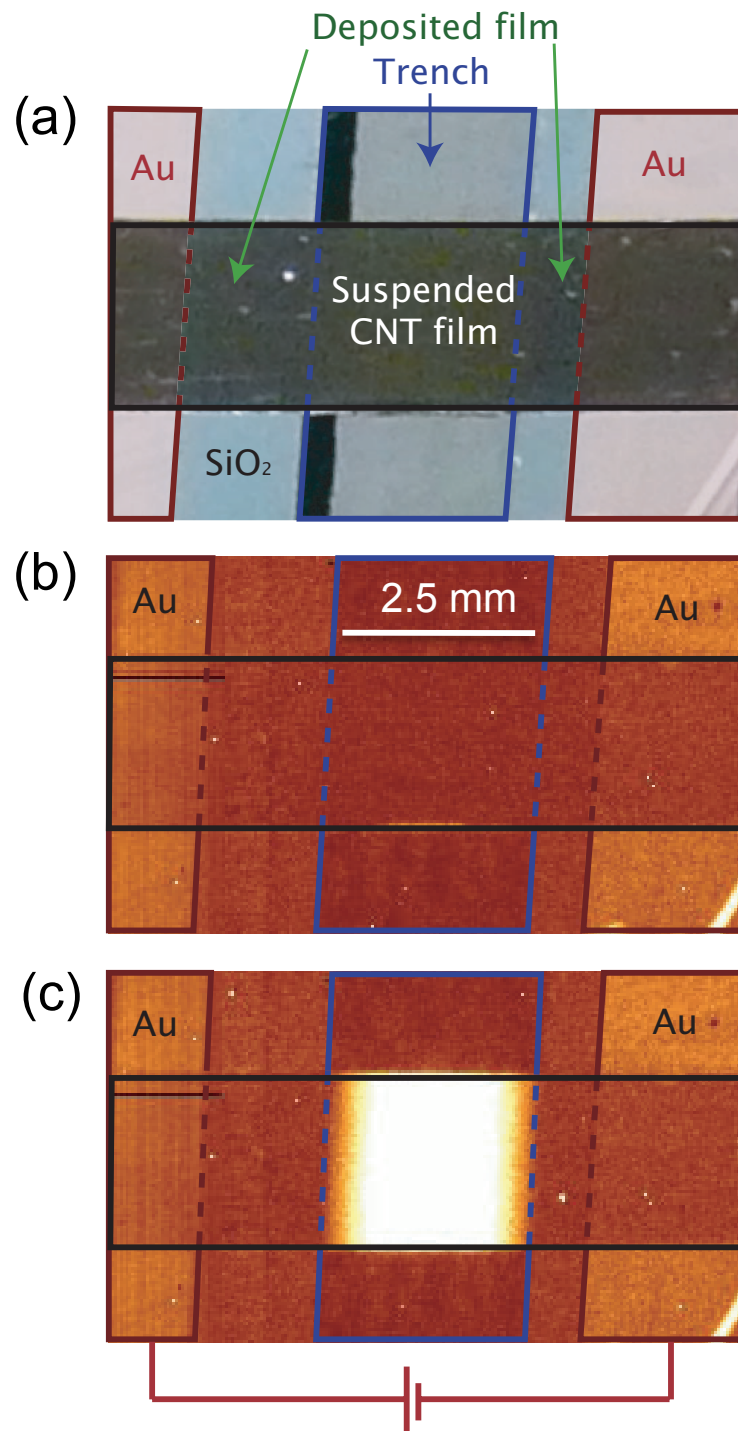 Deposited film
Trench
(a)
Au
Au
Suspended
CNT film
SiO₂
(b)
Au
2.5 mm
Au
(c)
Au
Au